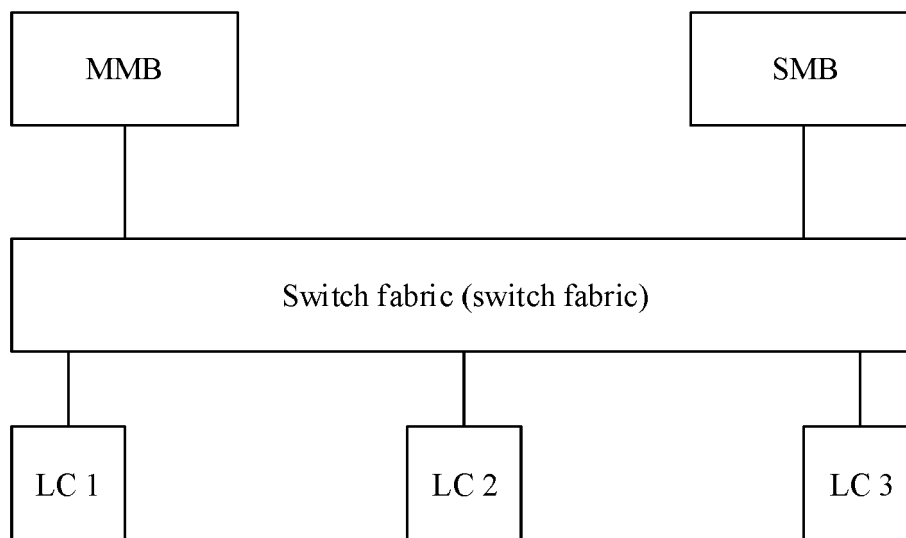 MMB
SMB
Switch fabric (switch fabric)
LC 1
LC 2
LC 3